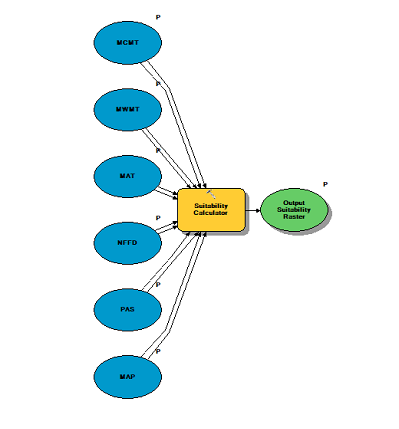 P
MCMT
P
MWMT
P
MAT
P
NFFD
P
PAS
P
MAP
Suitability
Calculator
P
Output
Suitability
Raster